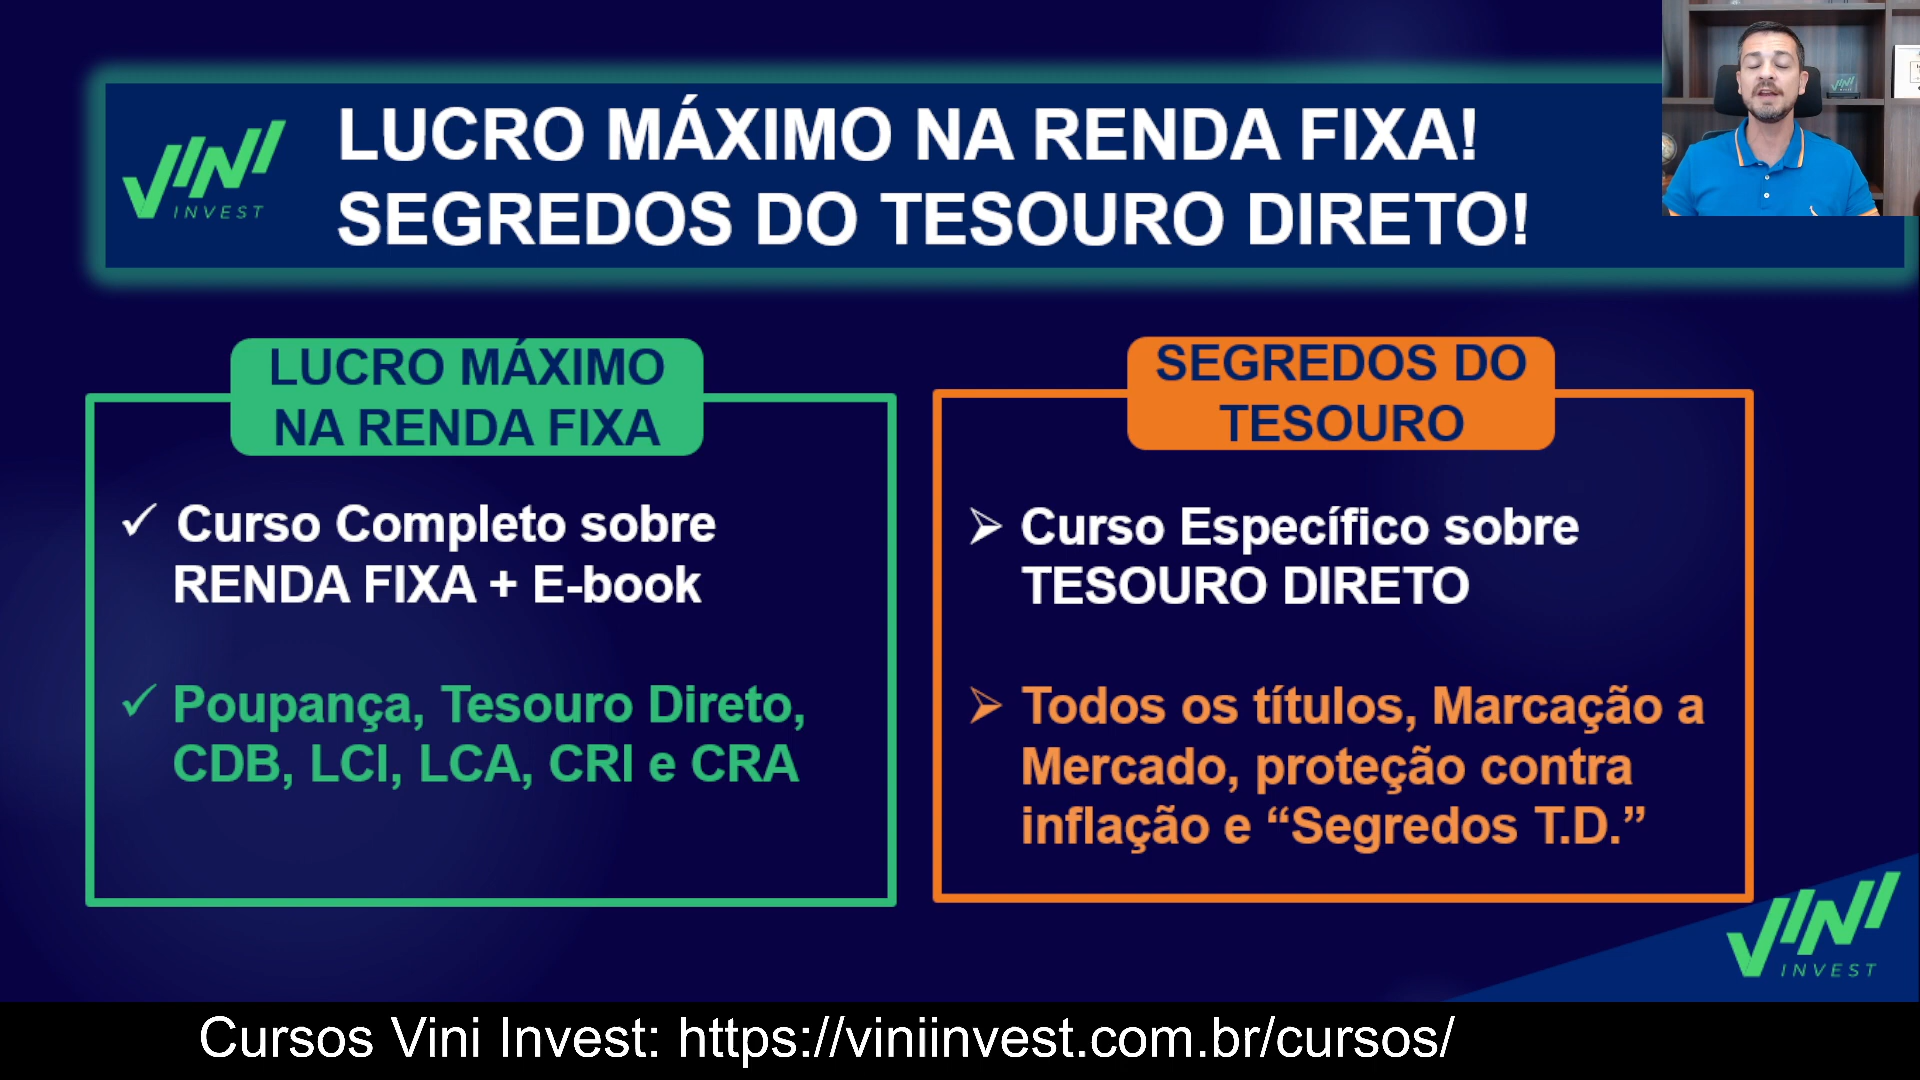 VINI
INVEST
LUCRO MÁXIMO NA RENDA FIXA!
SEGREDOS DO TESOURO DIRETO!
LUCRO MÁXIMO
NA RENDA FIXA
✓ Curso Completo sobre
RENDA FIXA + E-book
✓ Poupança, Tesouro Direto,
CDB, LCI, LCA, CRI e CRA
SEGREDOS DO
TESOURO
➢ Curso Específico sobre
TESOURO DIRETO
➢ Todos os títulos, Marcação a
Mercado, proteção contra
inflação e “Segredos T.D.”
VINI
INVEST
Cursos Vini Invest: https://viniinvest.com.br/cursos/